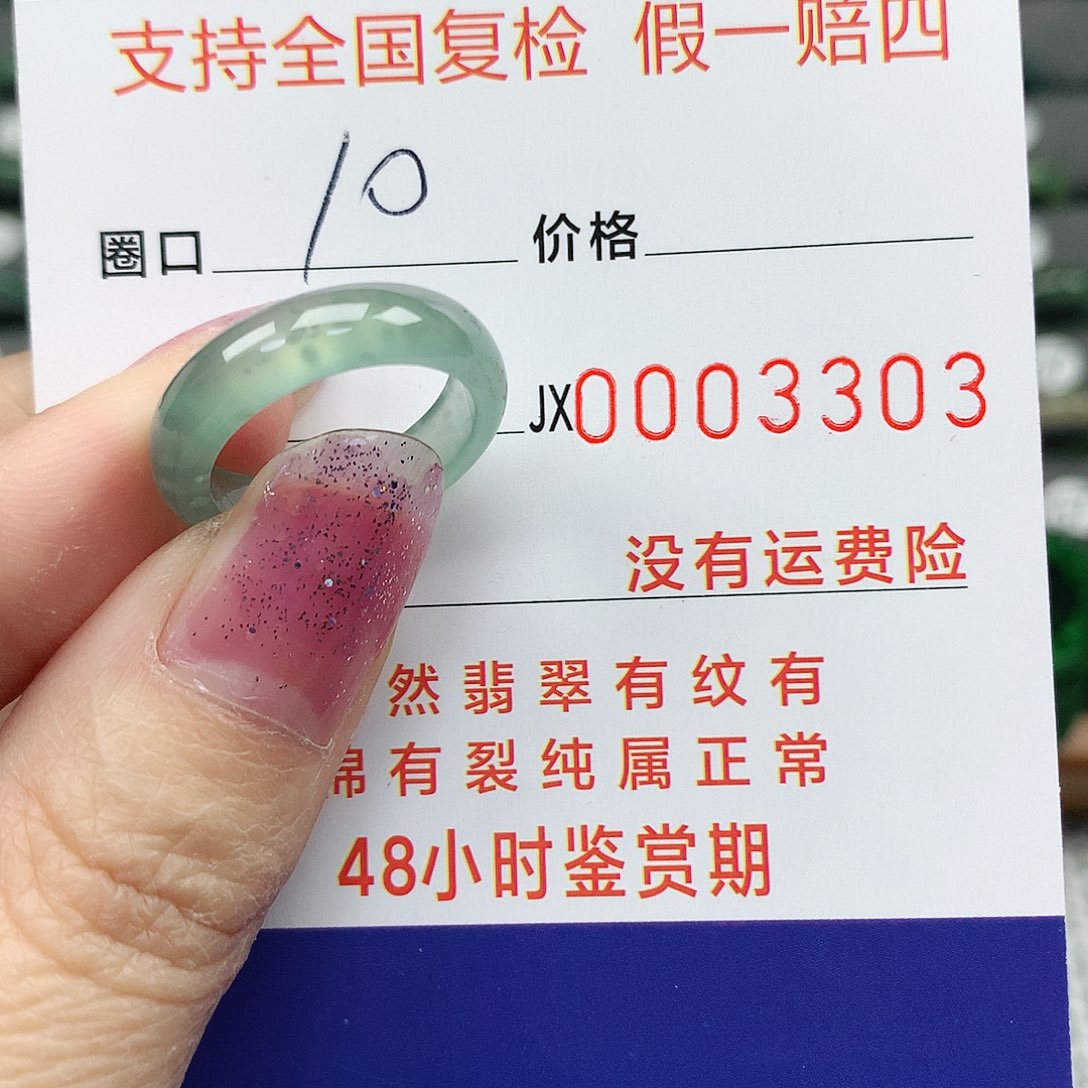 支持全国复检 假一赔四
圈口 10 价格
JX0003303
没有运费险
然翡翠有纹有
棉有裂纯属正常
48小时鉴赏期